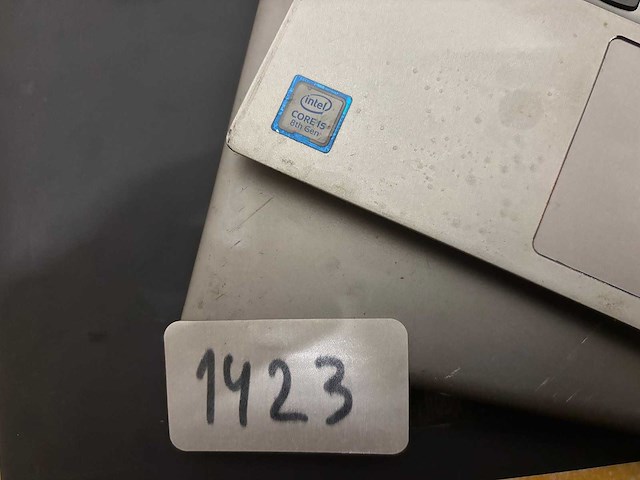 intel
CORE i5
8th Gen
1423